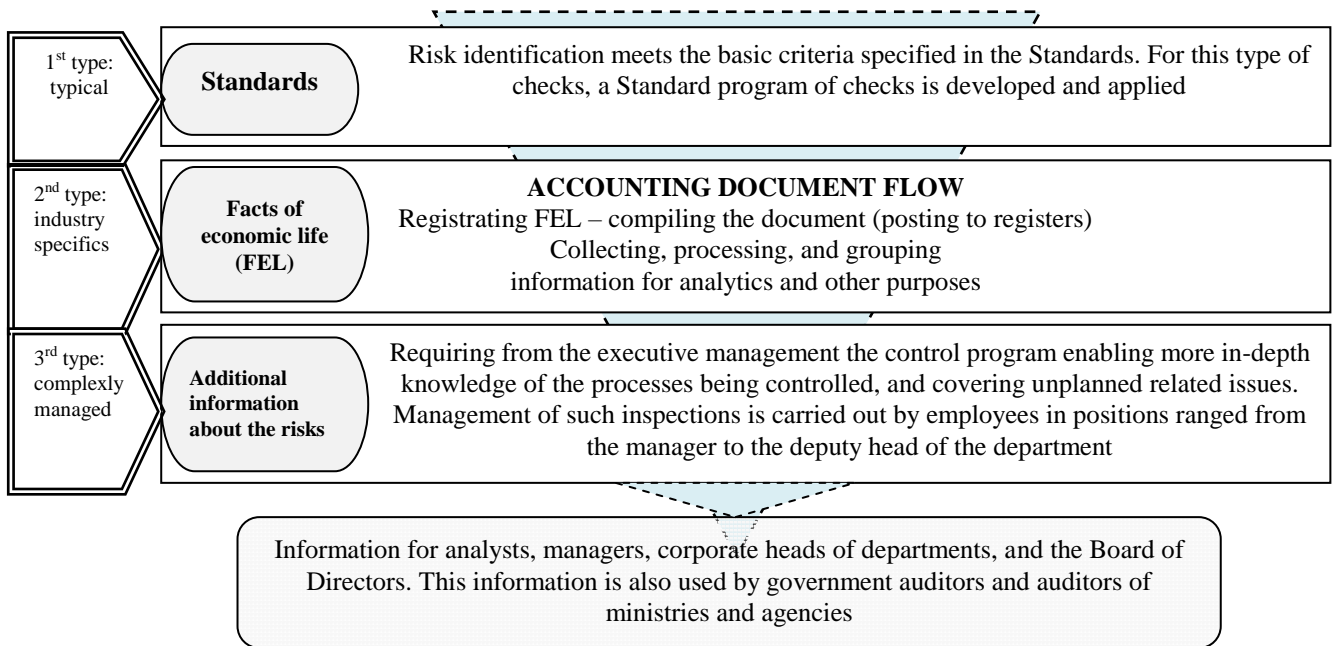 1st type:
typical
Standards
Risk identification meets the basic criteria specified in the Standards. For this type of
checks, a Standard program of checks is developed and applied
2nd type:
industry
specifics
Facts of
economic life
(FEL)
ACCOUNTING DOCUMENT FLOW
Registrating FEL – compiling the document (posting to registers)
Collecting, processing, and grouping
information for analytics and other purposes
3rd type:
complexly
managed
Additional
information
about the risks
Requiring from the executive management the control program enabling more in-depth
knowledge of the processes being controlled, and covering unplanned related issues.
Management of such inspections is carried out by employees in positions ranged from
the manager to the deputy head of the department
Information for analysts, managers, corporate heads of departments, and the Board of
Directors. This information is also used by government auditors and auditors of
ministries and agencies